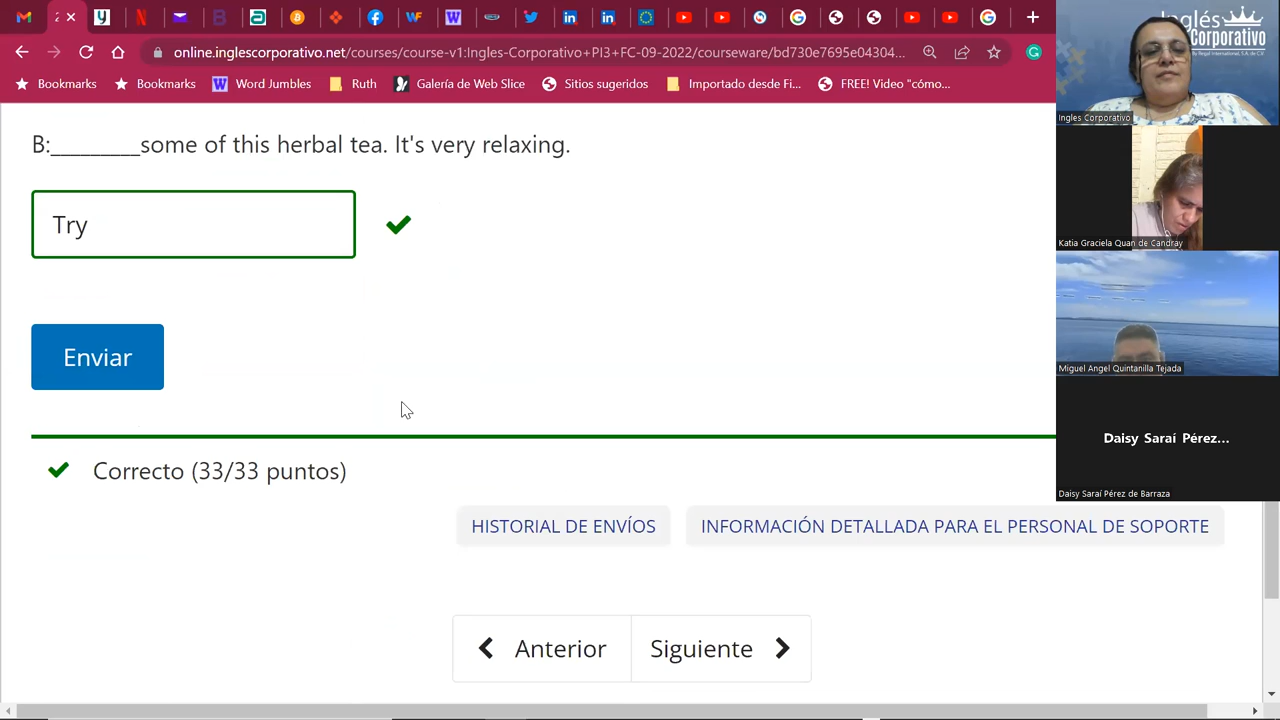 online.inglescorporativo.net/courses/course-v1:Ingles-Corporativo+PI3+FC-09-2022/courseware/bd730e7695e04304...
Bookmarks
Bookmarks
Word Jumbles
Ruth
Galería de Web Slice
Sitios sugeridos
Importado desde Fi...
FREE! Video "cómo...
B:_________some of this herbal tea. It's very relaxing.
Try
Enviar
Correcto (33/33 puntos)
HISTORIAL DE ENVÍOS
INFORMACIÓN DETALLADA PARA EL PERSONAL DE SOPORTE
Anterior
Siguiente
Inglés
Corporativo
Ingles Corporativo
Katia Graciela Quan de Candray
Miguel Angel Quintanilla Tejada
Daisy Saraí Pérez...
Daisy Saraí Pérez de Barraza